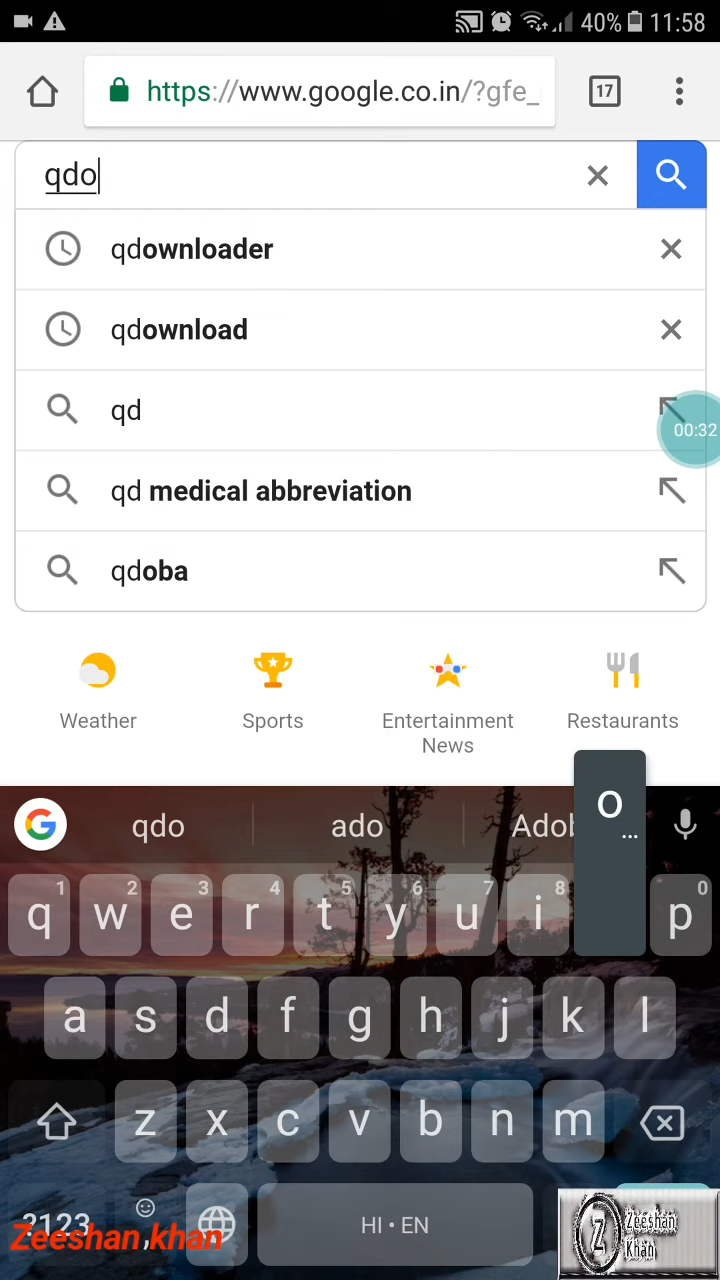 40% 11:58
https://www.google.co.in/?gfe_
17
qdo
qdownloader
qdownload
qd
00:32
qd medical abbreviation
qdoba
Weather Sports Entertainment News Restaurants
o
...
qdo ado Adob
1 2 3 4 5 6 7 8 0
q w e r t y u i p
a s d f g h j k l
z x c v b n m
?123 , HI • EN
Zeeshan khan
Z Zeeshan Khan